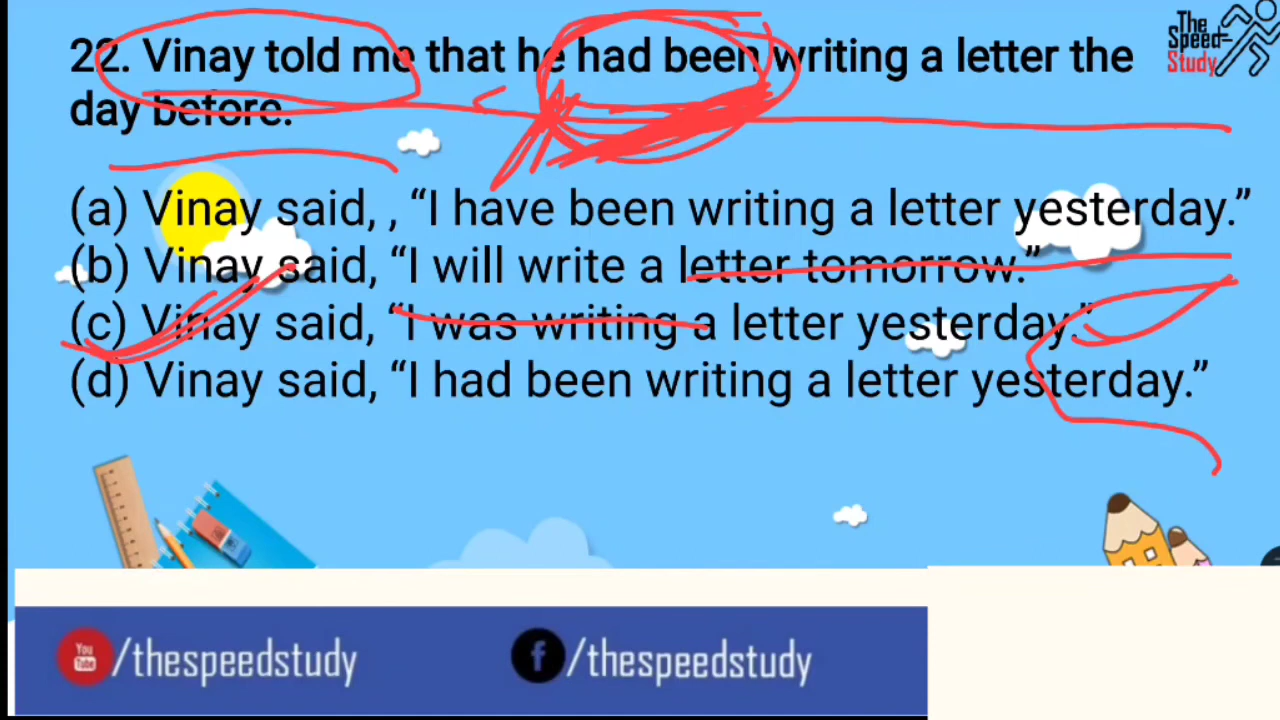 The
Speed
Study
22. Vinay told me that he had been writing a letter the
day before.
(a) Vinay said, , “I have been writing a letter yesterday.”
(b) Vinay said, “I will write a letter tomorrow.”
(c) Vinay said, “I was writing a letter yesterday.”
(d) Vinay said, “I had been writing a letter yesterday.”
You
Tube
/thespeedstudy
f /thespeedstudy